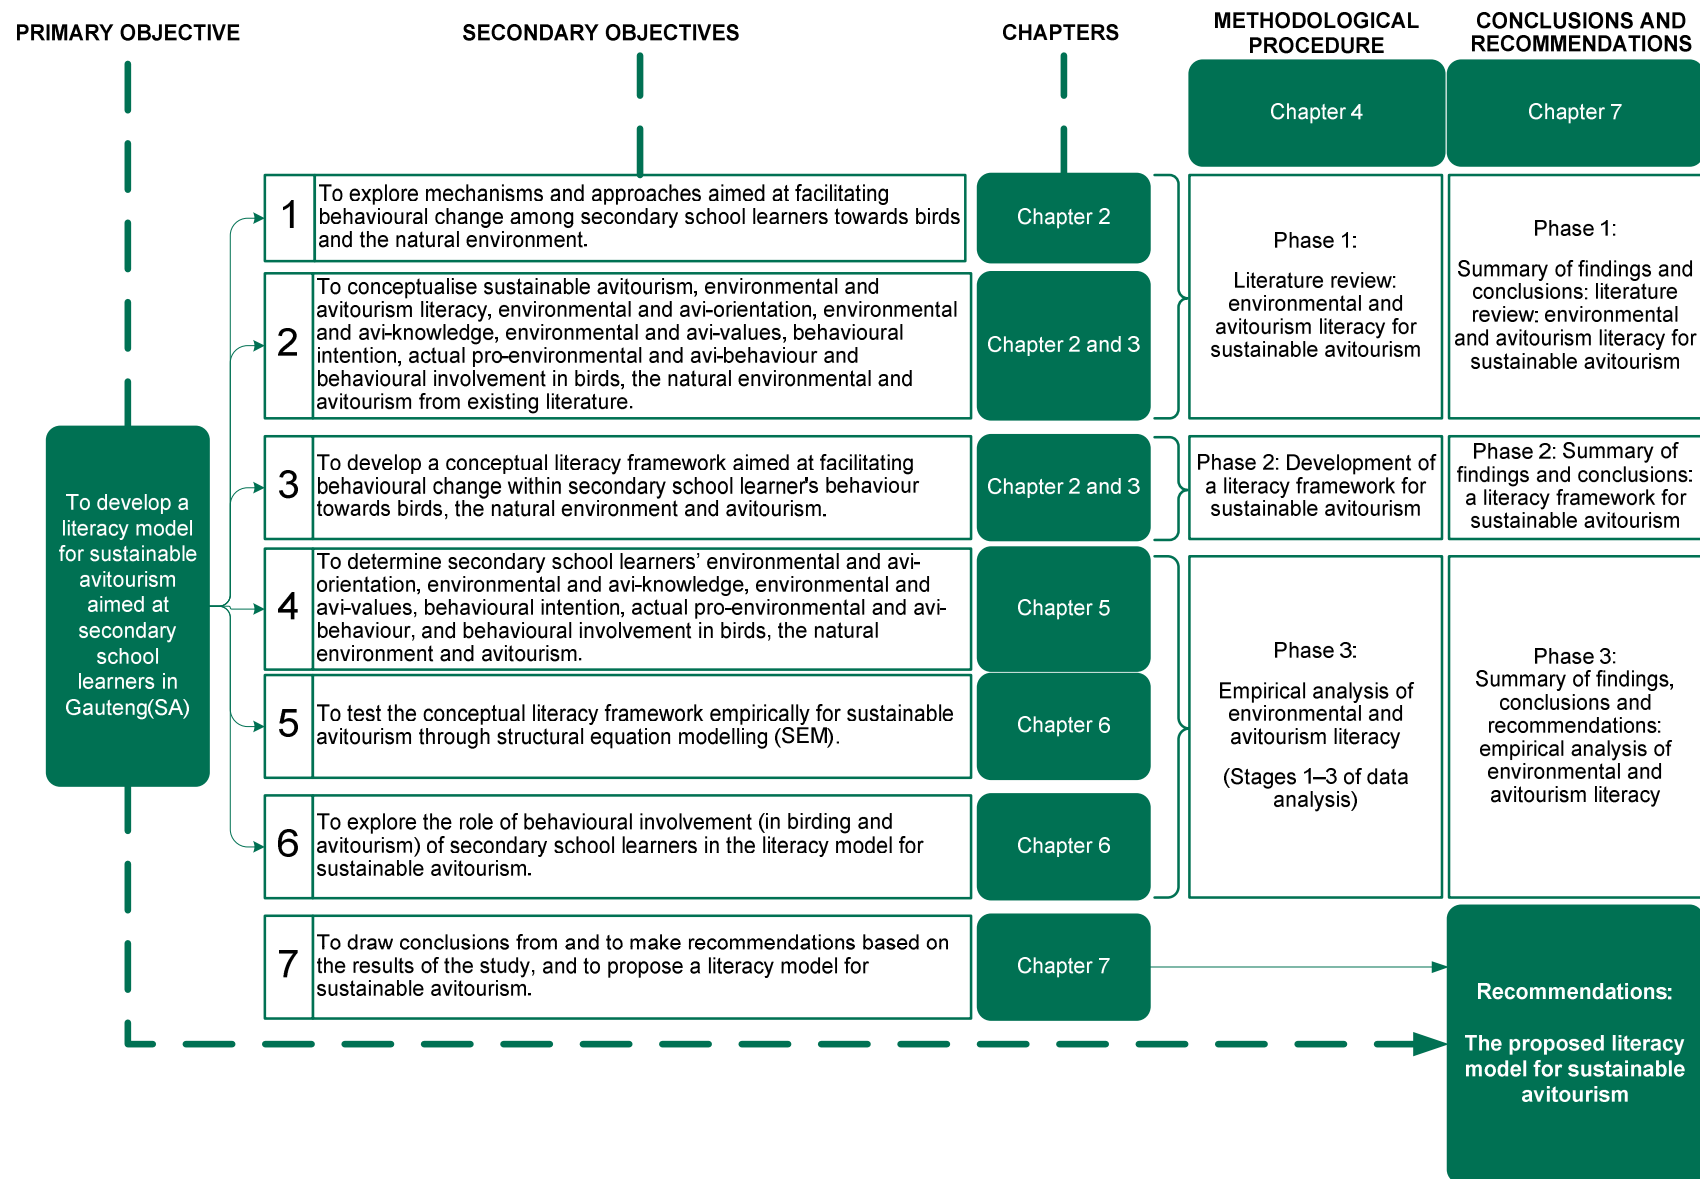 PRIMARY OBJECTIVE
SECONDARY OBJECTIVES
CHAPTERS
METHODOLOGICAL
PROCEDURE
CONCLUSIONS AND
RECOMMENDATIONS
Chapter 4
Chapter 7
To develop a
literacy model
for sustainable
avitourism
aimed at
secondary
school
learners in
Gauteng(SA)
1
To explore mechanisms and approaches aimed at facilitating
behavioural change among secondary school learners towards birds
and the natural environment.
Chapter 2
2
To conceptualise sustainable avitourism, environmental and
avitourism literacy, environmental and avi-orientation, environmental
and avi-knowledge, environmental and avi-values, behavioural
intention, actual pro-environmental and avi-behaviour and
behavioural involvement in birds, the natural environmental and
avitourism from existing literature.
Chapter 2 and 3
Phase 1:
Literature review:
environmental and
avitourism literacy for
sustainable avitourism
Phase 1:
Summary of findings and
conclusions: literature
review: environmental
and avitourism literacy for
sustainable avitourism
3
To develop a conceptual literacy framework aimed at facilitating
behavioural change within secondary school learner's behaviour
towards birds, the natural environment and avitourism.
Chapter 2 and 3
Phase 2: Development of
a literacy framework for
sustainable avitourism
Phase 2: Summary of
findings and conclusions:
a literacy framework for
sustainable avitourism
4
To determine secondary school learners’ environmental and avi-
orientation, environmental and avi-knowledge, environmental and
avi-values, behavioural intention, actual pro-environmental and avi-
behaviour, and behavioural involvement in birds, the natural
environment and avitourism.
Chapter 5
5
To test the conceptual literacy framework empirically for sustainable
avitourism through structural equation modelling (SEM).
Chapter 6
6
To explore the role of behavioural involvement (in birding and
avitourism) of secondary school learners in the literacy model for
sustainable avitourism.
Chapter 6
Phase 3:
Empirical analysis of
environmental and
avitourism literacy
(Stages 1–3 of data
analysis)
Phase 3:
Summary of findings,
conclusions and
recommendations:
empirical analysis of
environmental and
avitourism literacy
7
To draw conclusions from and to make recommendations based on
the results of the study, and to propose a literacy model for
sustainable avitourism.
Chapter 7
Recommendations:
The proposed literacy
model for sustainable
avitourism